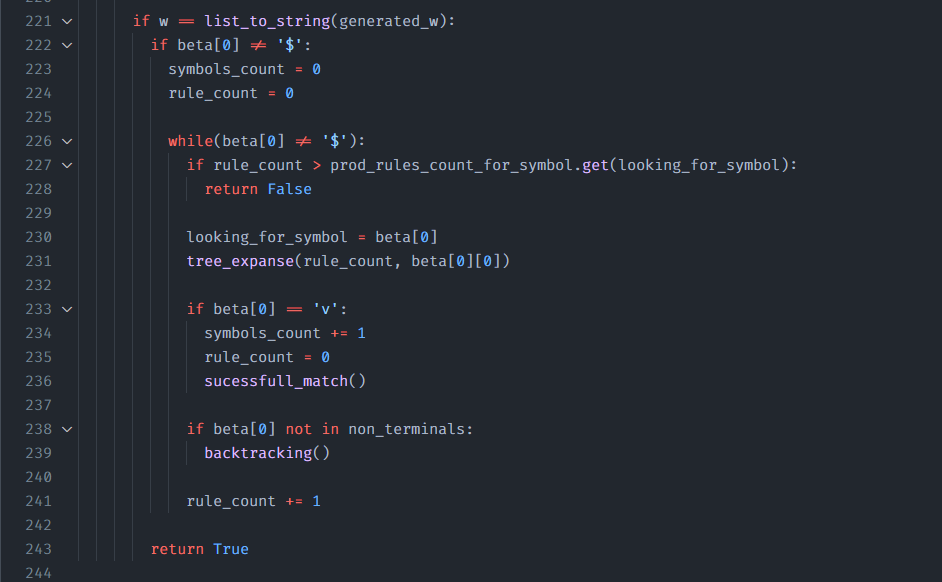 221 if w == list_to_string(generated_w):
222 if beta[0] != '$':
223 symbols_count = 0
224 rule_count = 0
225
226 while(beta[0] != '$'):
227 if rule_count > prod_rules_count_for_symbol.get(looking_for_symbol):
228 return False
229
230 looking_for_symbol = beta[0]
231 tree_expanse(rule_count, beta[0][0])
232
233 if beta[0] == 'v':
234 symbols_count += 1
235 rule_count = 0
236 sucessfull_match()
237
238 if beta[0] not in non_terminals:
239 backtracking()
240
241 rule_count += 1
242
243 return True
244